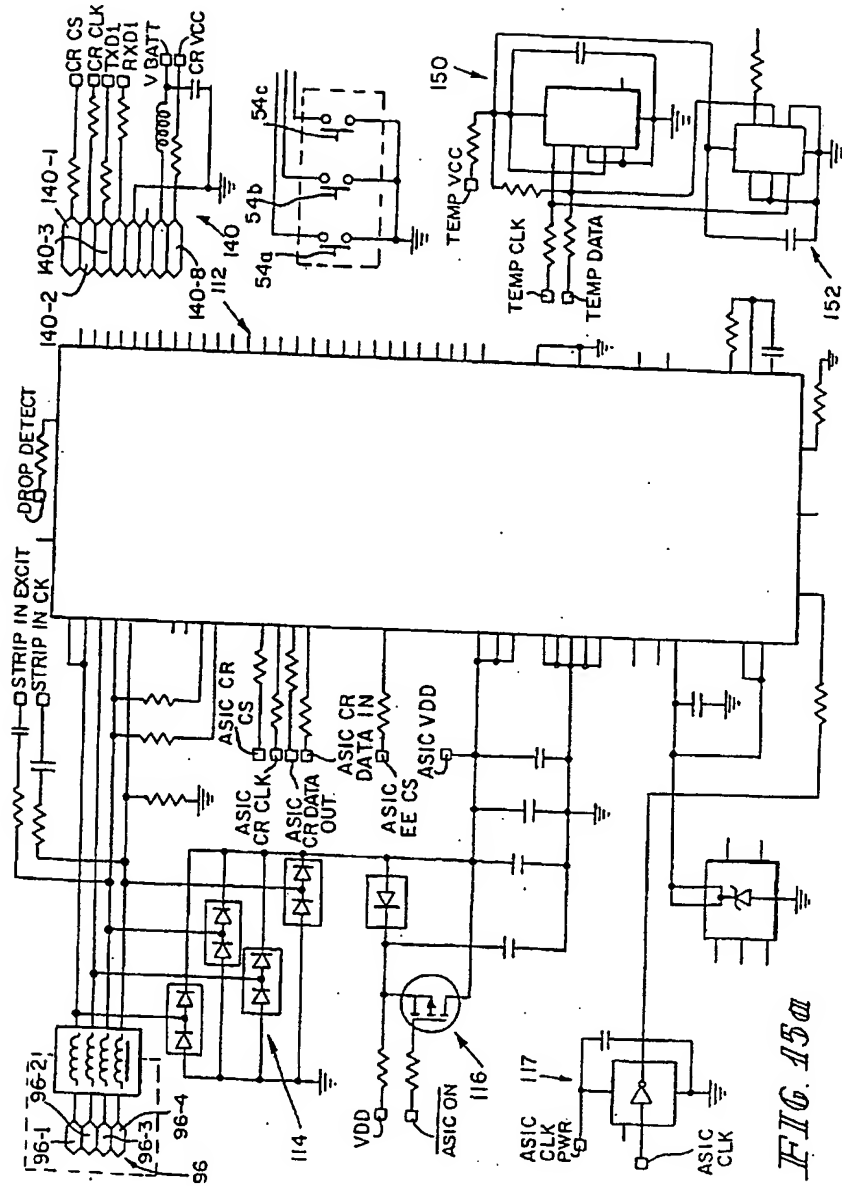 CR CS
CR CLK
TXD1
RXD1
V BATT
CR VCC
140-1
140-3
140-2
140
140-8
112
54a
54b
54c
150
TEMP VCC
TEMP CLK
TEMP DATA
152
DROP DETECT
STRIP IN EXCIT
STRIP IN CK
ASIC CR CS
ASIC CR CLK
ASIC CR DATA OUT
ASIC CR DATA IN
ASIC EE CS
ASIC VDD
96-2
96-1
96-3
96-4
96
114
VDD
ASIC ON
116
ASIC CLK PWR
117
ASIC CLK
FIG. 15a